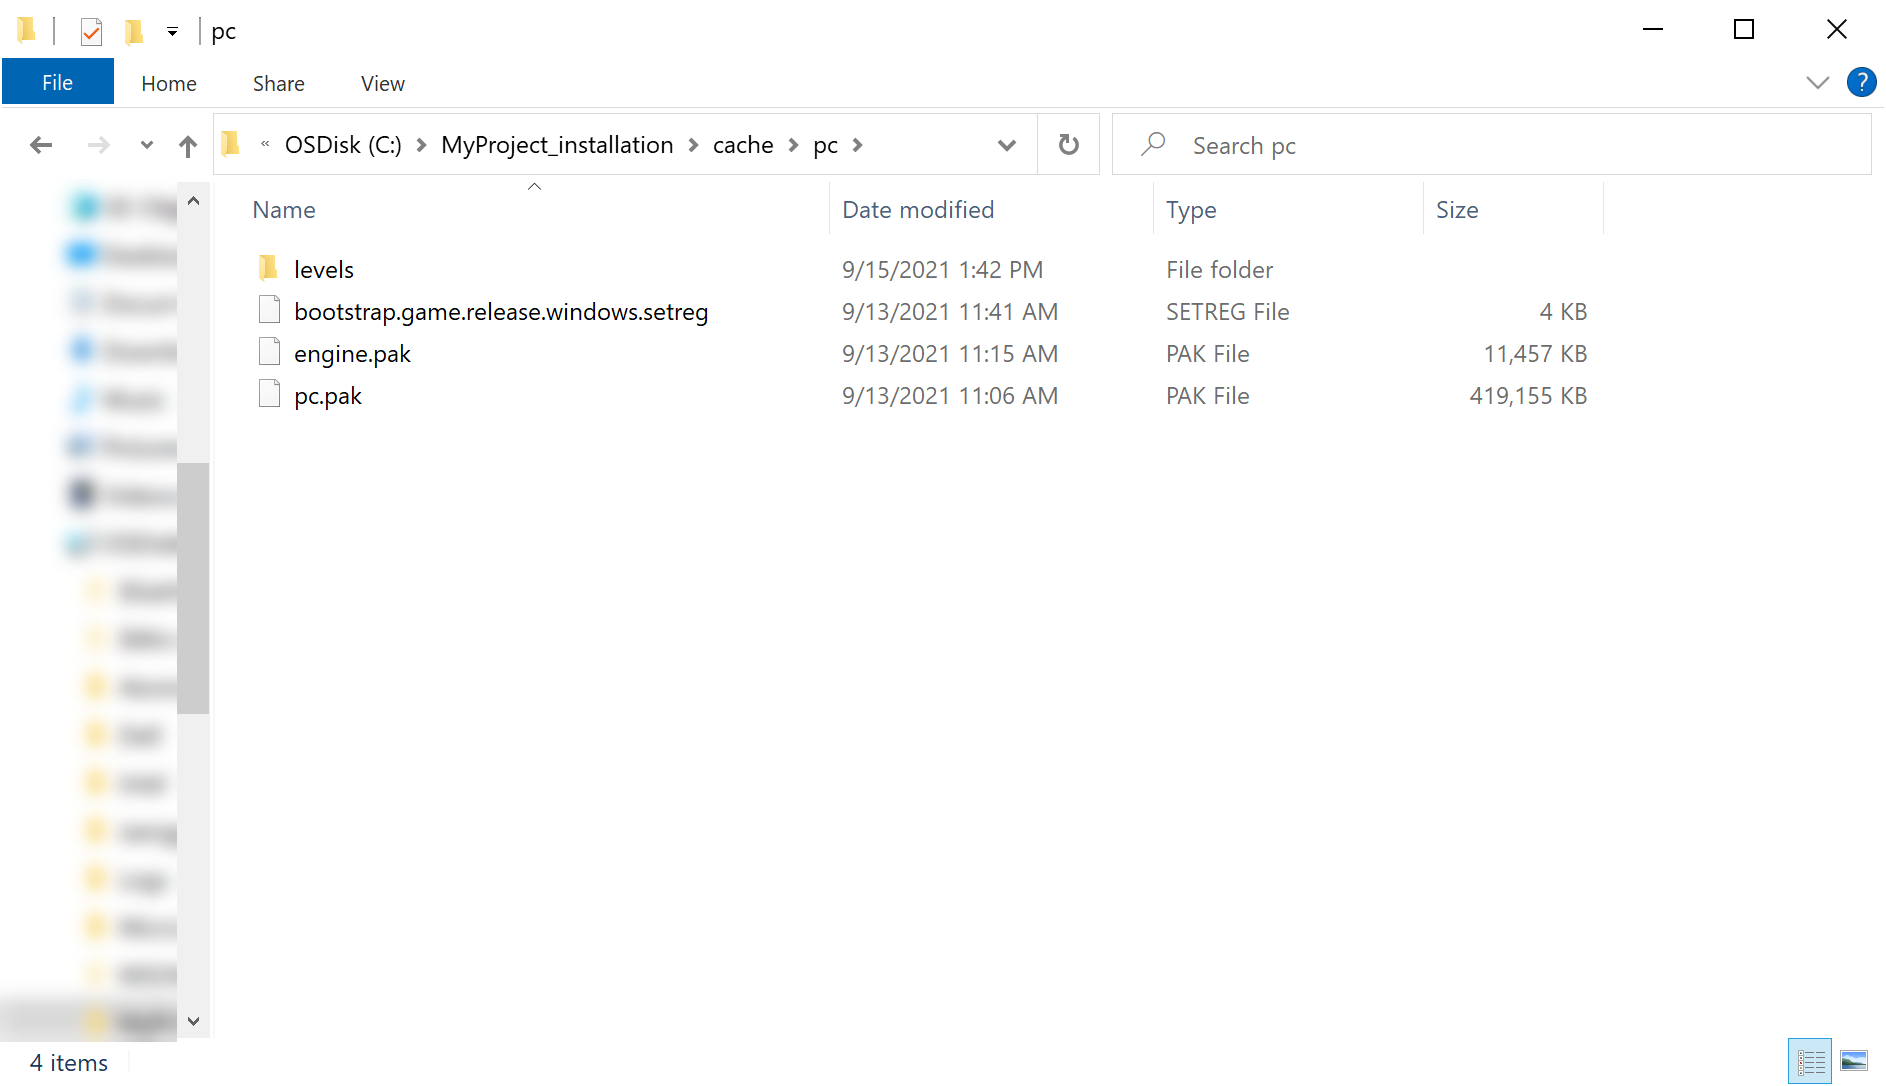 pc
File Home Share View
« OSDisk (C:) MyProject_installation cache pc Search pc
Name Date modified Type Size
levels 9/15/2021 1:42 PM File folder
bootstrap.game.release.windows.setreg 9/13/2021 11:41 AM SETREG File 4 KB
engine.pak 9/13/2021 11:15 AM PAK File 11,457 KB
pc.pak 9/13/2021 11:06 AM PAK File 419,155 KB
4 items